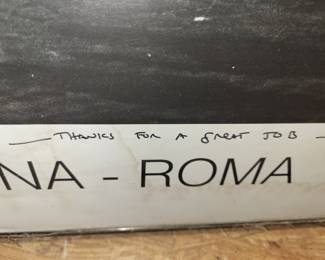 — THANKS FOR A GREAT JOB —
NA - ROMA